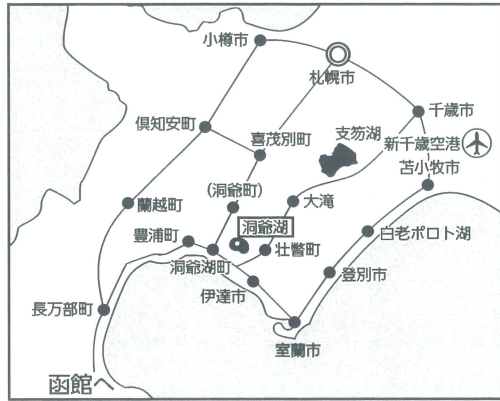 小樽市
札幌市
倶知安町
千歳市
支笏湖
新千歳空港
喜茂別町
苫小牧市
(洞爺町)
大滝
蘭越町
洞爺湖
豊浦町
壮瞥町
白老ポロト湖
洞爺湖町
登別市
伊達市
長万部町
室蘭市
函館へ